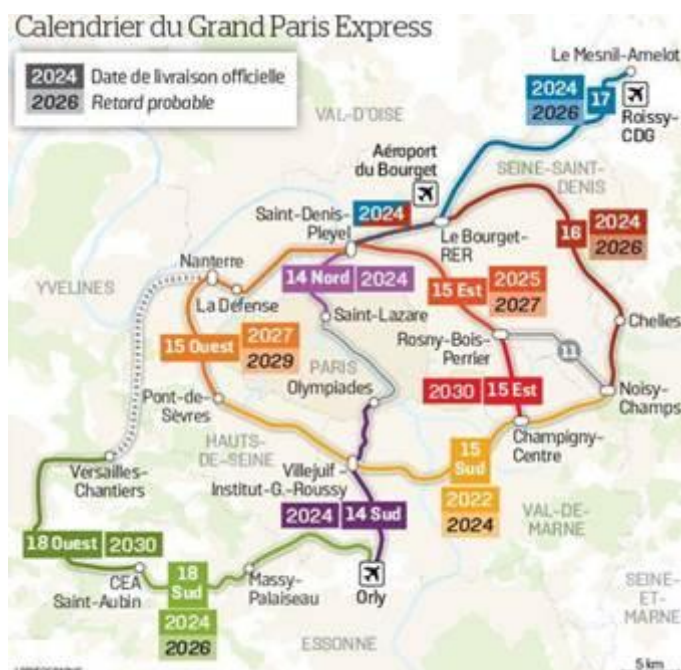 Calendrier du Grand Paris Express
2024 Date de livraison officielle
2026 Retard probable
Le Mesnil-Amelot
2024
2026
17
Roissy-
CDG
VAL-D'OISE
Aéroport
du Bourget
SEINE-SAINT-
DENIS
Saint-Denis-
Pleyel
2024
Le Bourget-
RER
16
2024
2026
Nanterre
14 Nord 2024
15 Est
2025
2027
YVELINES
La Défense
Saint-Lazare
Chelles
15 Ouest
2027
2029
Rosny-Bois-
Perrier
11
PARIS
Olympiades
2030 15 Est
Noisy-
Champs
Pont-de-
Sèvres
HAUTS-
DE-SEINE
15
Sud
2022
2024
Champigny-
Centre
Versailles-
Chantiers
Villejuif -
Institut-G.-Roussy
VAL-DE-
MARNE
2024 14 Sud
18 Ouest 2030
CEA
Saint-Aubin
18
Sud
2024
2026
Massy-
Palaiseau
Orly
SEINE-
ET-
MARNE
ESSONNE
5 km